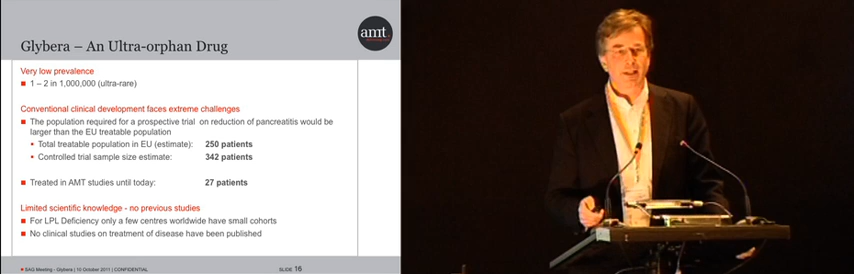 amt
Glybera – An Ultra-orphan Drug
Very low prevalence
1 – 2 in 1,000,000 (ultra-rare)
Conventional clinical development faces extreme challenges
The population required for a prospective trial on reduction of pancreatitis would be
larger than the EU treatable population
Total treatable population in EU (estimate): 250 patients
Controlled trial sample size estimate: 342 patients
Treated in AMT studies until today: 27 patients
Limited scientific knowledge - no previous studies
For LPL Deficiency only a few centres worldwide have small cohorts
No clinical studies on treatment of disease have been published
SAG Meeting - Glybera | 10 October 2011 | CONFIDENTIAL SLIDE 16